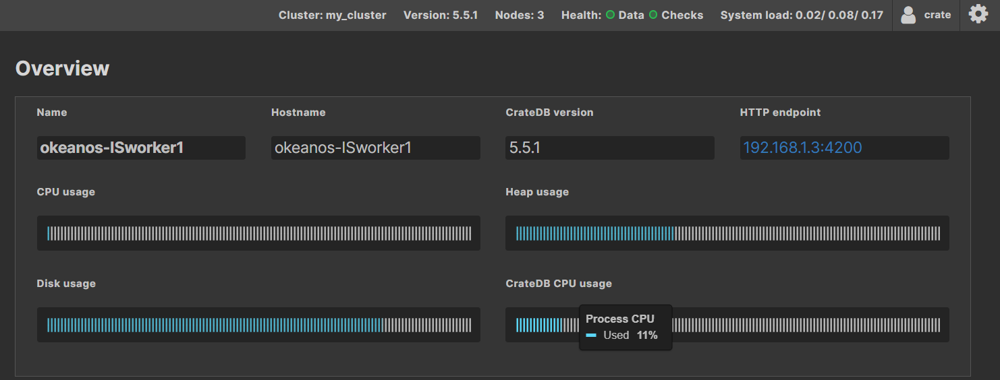 Cluster: my_cluster Version: 5.5.1 Nodes: 3 Health: Data Checks System load: 0.02/ 0.08/ 0.17 crate
Overview
Name Hostname CrateDB version HTTP endpoint
okeanos-ISworker1 okeanos-ISworker1 5.5.1 192.168.1.3:4200
CPU usage Heap usage
Disk usage CrateDB CPU usage
Process CPU
Used 11%